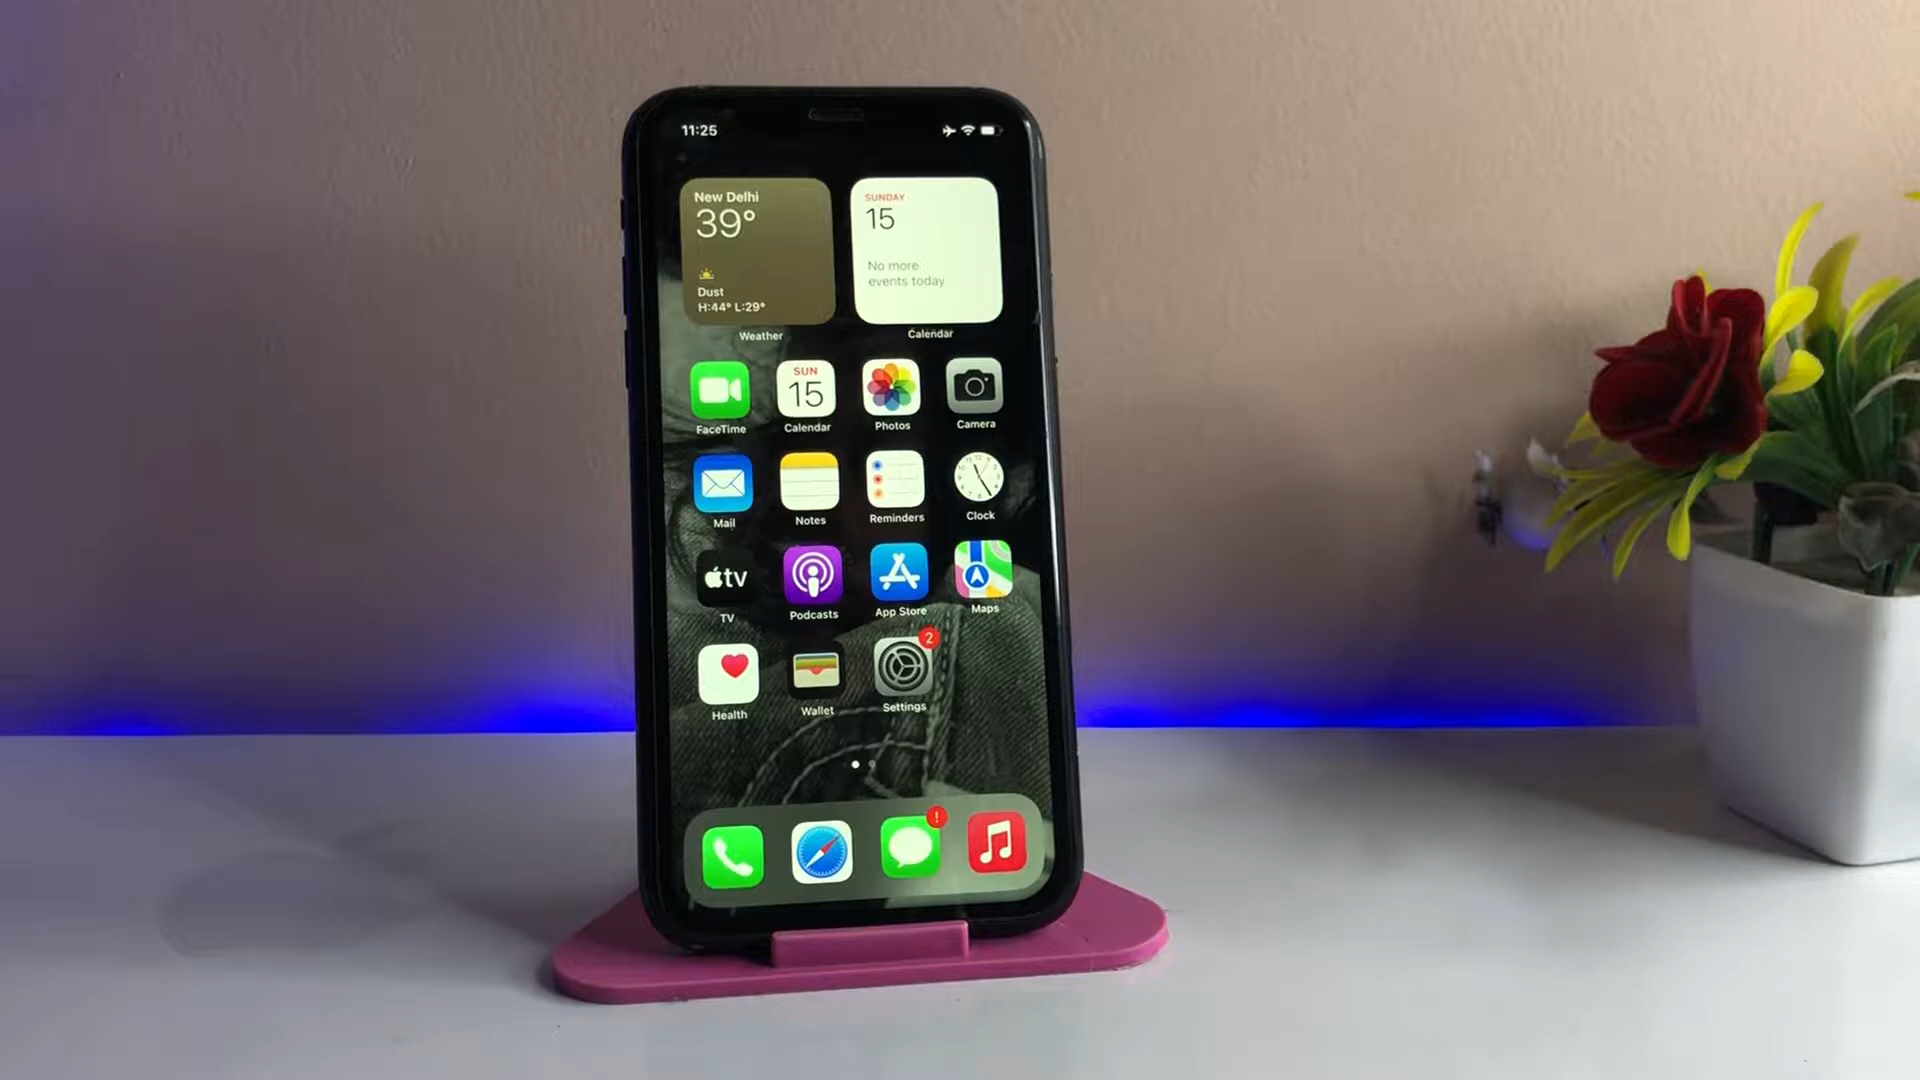 11:25
New Delhi
39°
Dust
H:44° L:29°
Weather
SUNDAY
15
No more
events today
Calendar
FaceTime
SUN
15
Calendar
Photos
Camera
Mail
Notes
Reminders
Clock
tv
TV
Podcasts
App Store
Maps
Health
Wallet
2
Settings
!